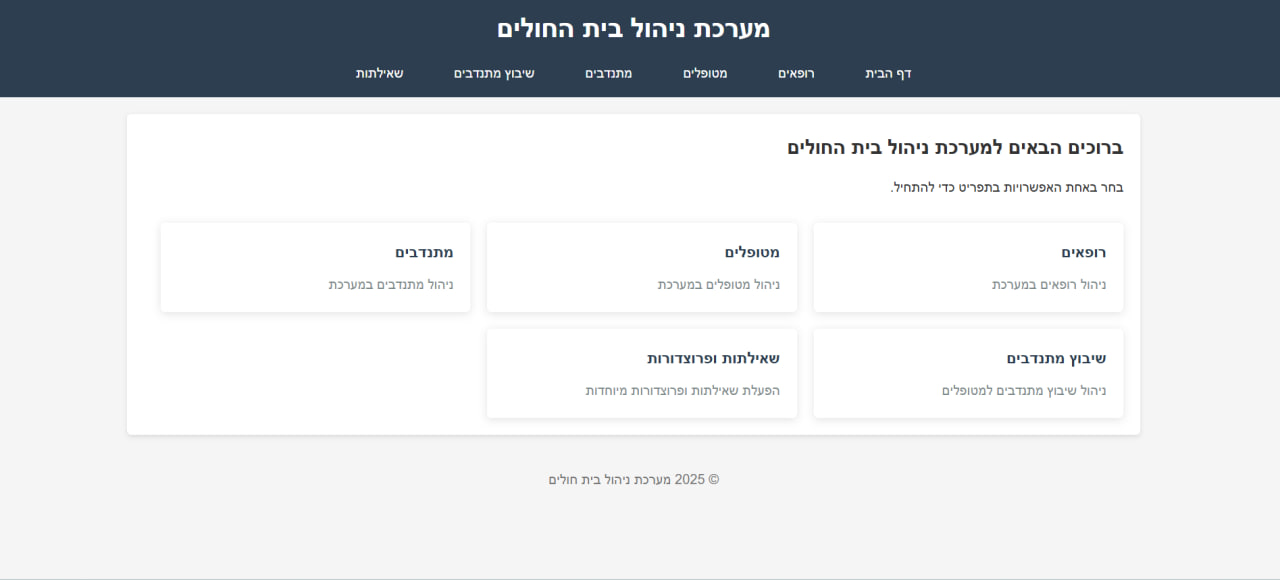 מערכת ניהול בית החולים
דף הבית
רופאים
מטופלים
מתנדבים
שיבוץ מתנדבים
שאילתות
ברוכים הבאים למערכת ניהול בית החולים
בחר באחת האפשרויות בתפריט כדי להתחיל.
רופאים
ניהול רופאים במערכת
מטופלים
ניהול מטופלים במערכת
מתנדבים
ניהול מתנדבים במערכת
שיבוץ מתנדבים
ניהול שיבוץ מתנדבים למטופלים
שאילתות ופרוצדורות
הפעלת שאילתות ופרוצדורות מיוחדות
© 2025 מערכת ניהול בית חולים